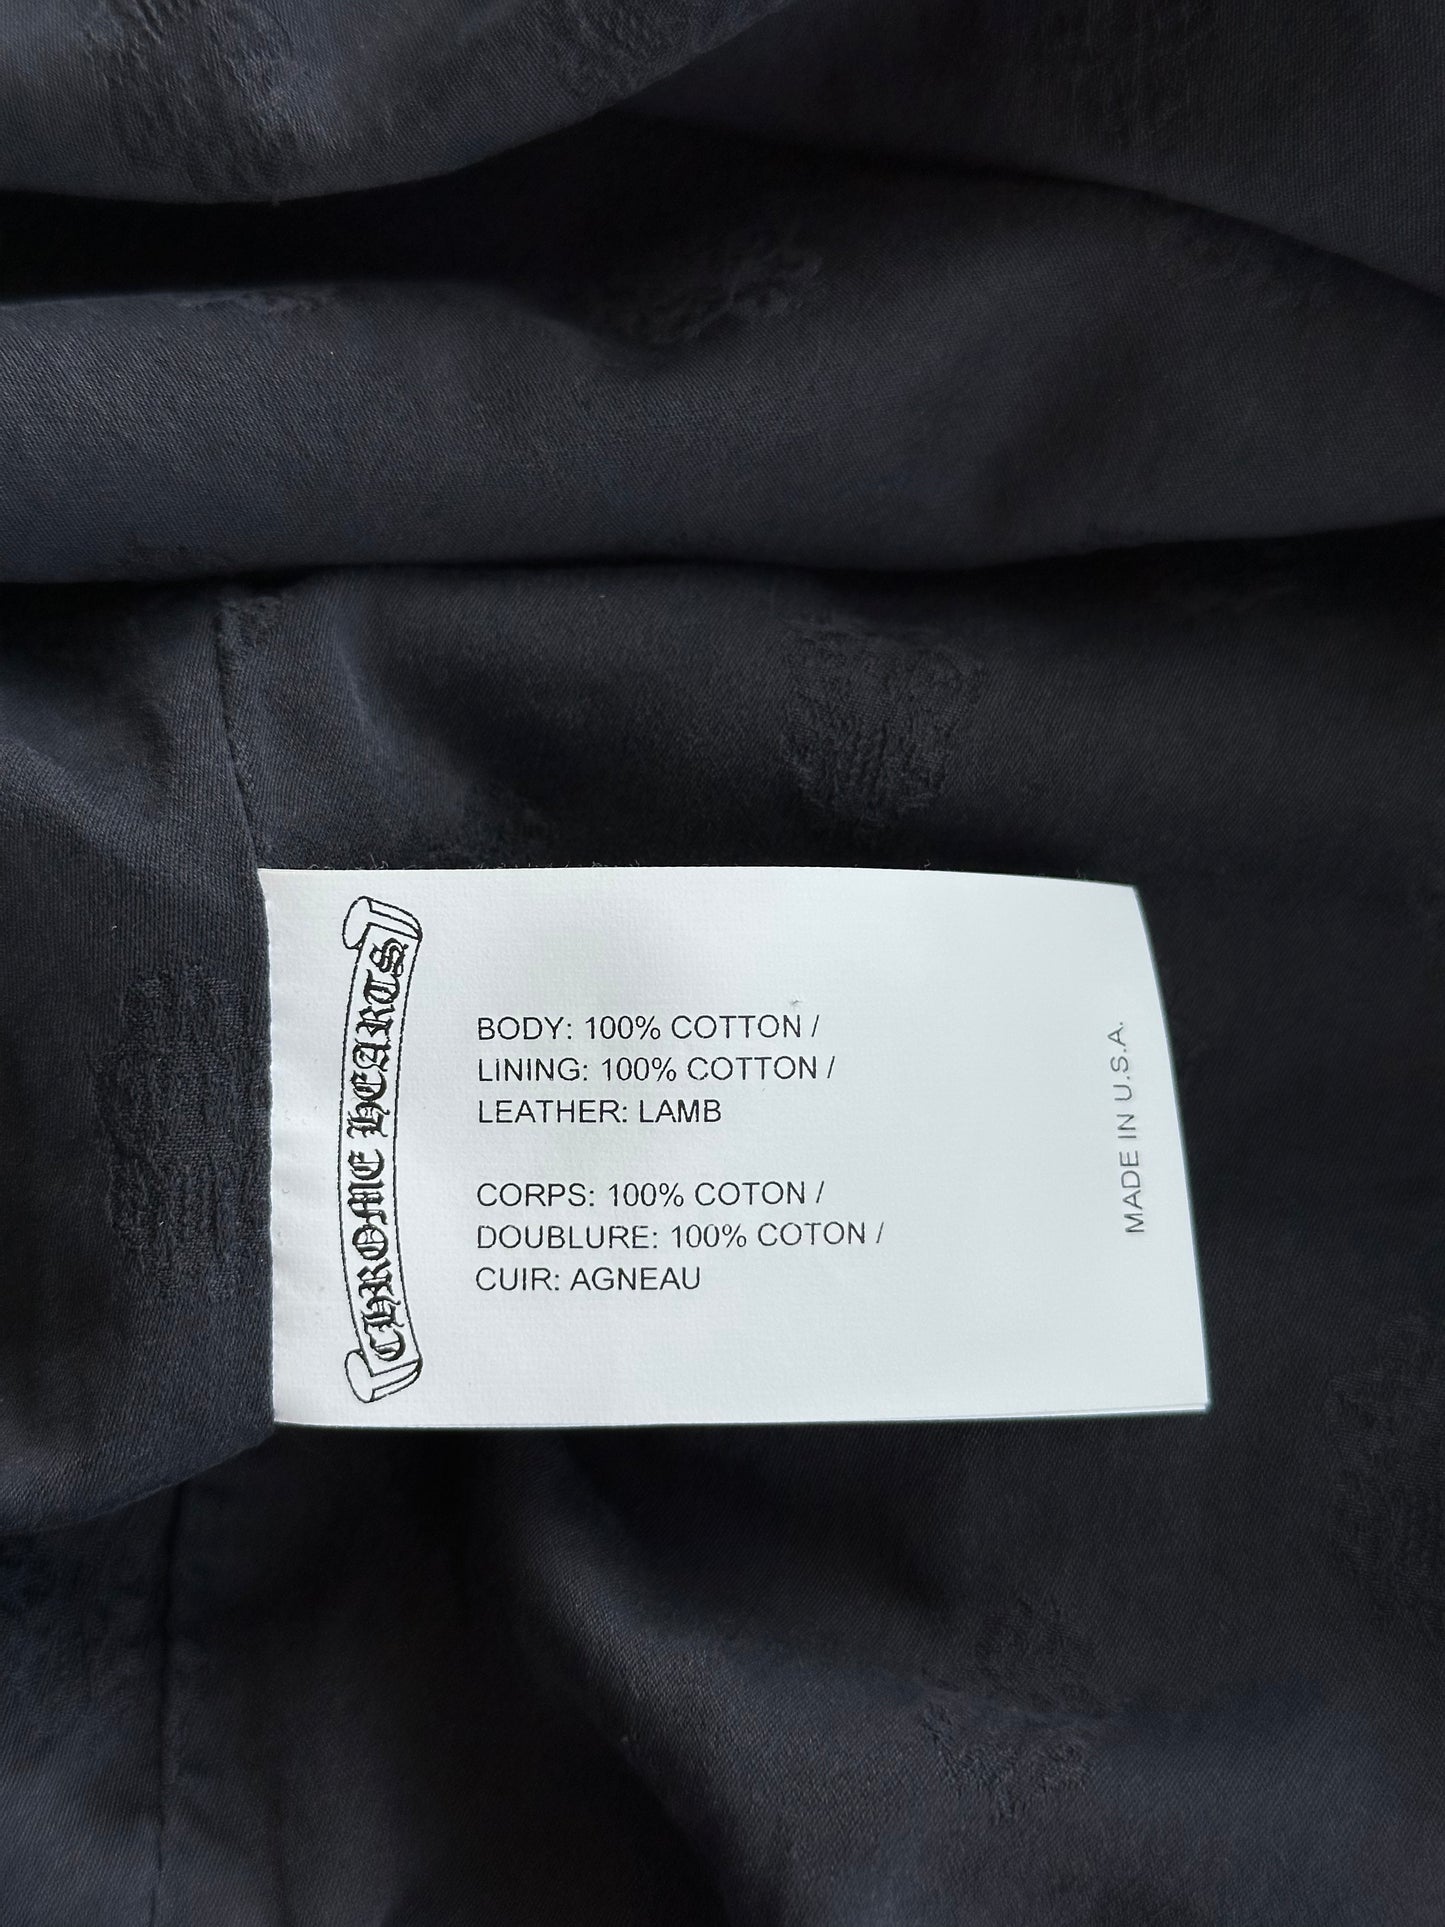 CHROME HEARTS
BODY: 100% COTTON /
LINING: 100% COTTON /
LEATHER: LAMB
CORPS: 100% COTON /
DOUBLURE: 100% COTON /
CUIR: AGNEAU
MADE IN U.S.A.